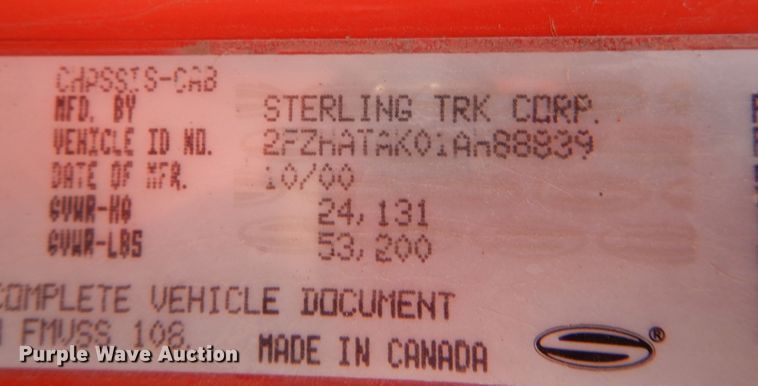 CHASSIS-CAB
MFD. BY STERLING TRK CORP.
VEHICLE ID NO. 2FZHATAK01AH88839
DATE OF MFR. 10/00
GVWR-KG 24,131
GVWR-LBS 53,200
COMPLETE VEHICLE DOCUMENT
FMVSS 108.
MADE IN CANADA ®
Purple Wave Auction